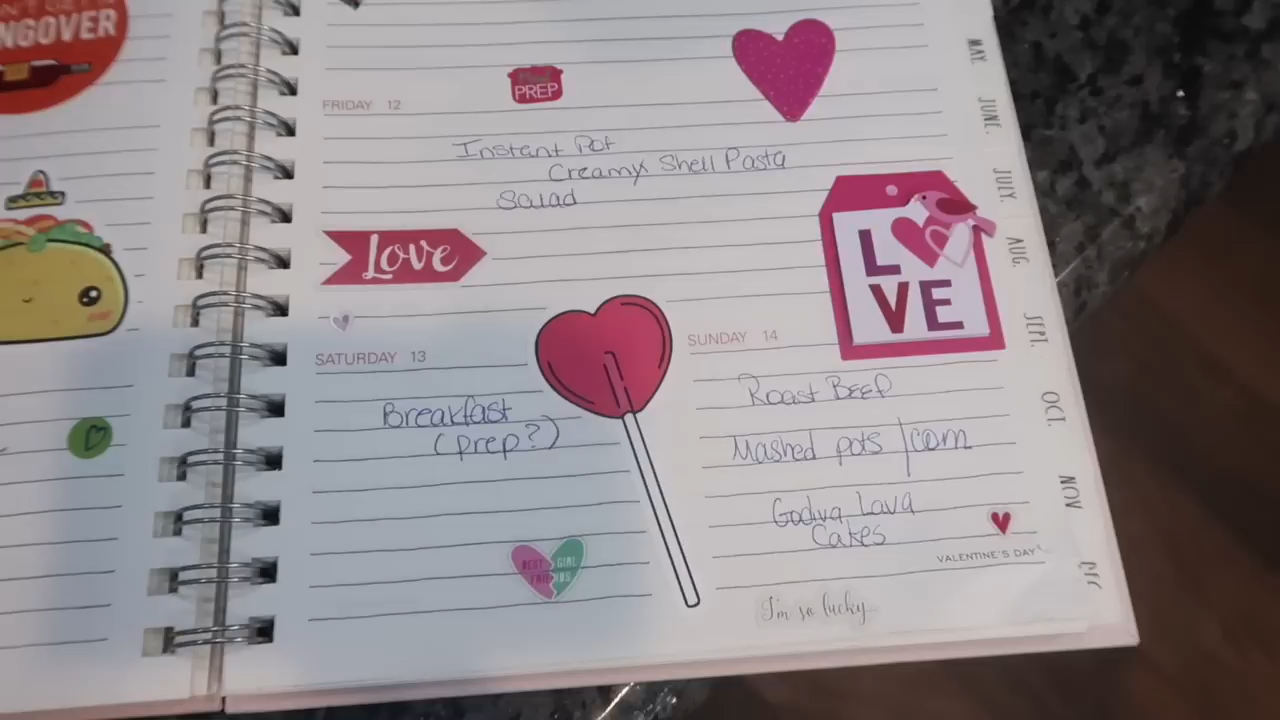 NGOVER
PREP
FRIDAY 12
Instant Pot
Creamy Shell Pasta
Salad
Love
LOVE
SATURDAY 13
Breakfast
(prep?)
BEST GIRL
FRIENDS
SUNDAY 14
Roast Beef
Mashed pots / corn
Godiva Lava
Cakes
VALENTINE'S DAY
I'm so lucky...
MAY.
JUNE.
JULY.
AUG.
SEPT.
OCT.
NOV
DEC